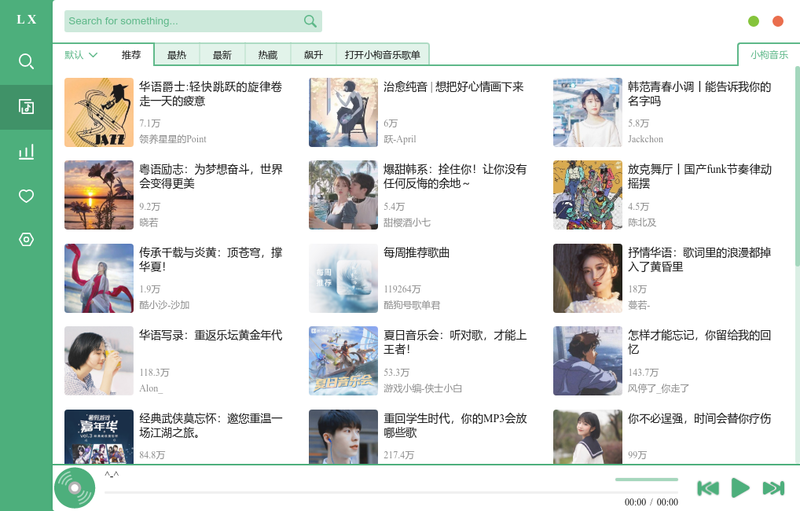 LX
Search for something...
默认
推荐
最热
最新
热藏
飙升
打开小枸音乐歌单
小枸音乐
华语爵士:轻快跳跃的旋律卷
走一天的疲意
7.1万
领养星星的Point
治愈纯音 | 想把好心情画下来
6万
跃-April
韩范青春小调丨能告诉我你的
名字吗
5.8万
Jackchon
JAZZ
粤语励志：为梦想奋斗，世界
会变得更美
9.2万
晓若
爆甜韩系：拴住你！让你没有
任何反悔的余地～
5.4万
甜樱酒小七
放克舞厅丨国产funk节奏律动
摇摆
4.5万
陈北及
传承千载与炎黄：顶苍穹，撑
华夏！
1.9万
酷小沙-沙加
每周推荐歌曲
119264万
酷狗号歌单君
每周
推荐
抒情华语：歌词里的浪漫都掉
入了黄昏里
18万
蔓若-
华语写录：重返乐坛黄金年代
118.3万
Alon_
夏日音乐会：听对歌，才能上
王者！
53.3万
游戏小编-侠士小白
夏日音乐会
怎样才能忘记，你留给我的回
忆
143.7万
风停了_你走了
经典武侠莫忘怀：邀您重温一
场江湖之旅。
84.8万
嘉年华
重回学生时代，你的MP3会放
哪些歌
217.4万
你不必逞强，时间会替你疗伤
99万
^-^
00:00 / 00:00